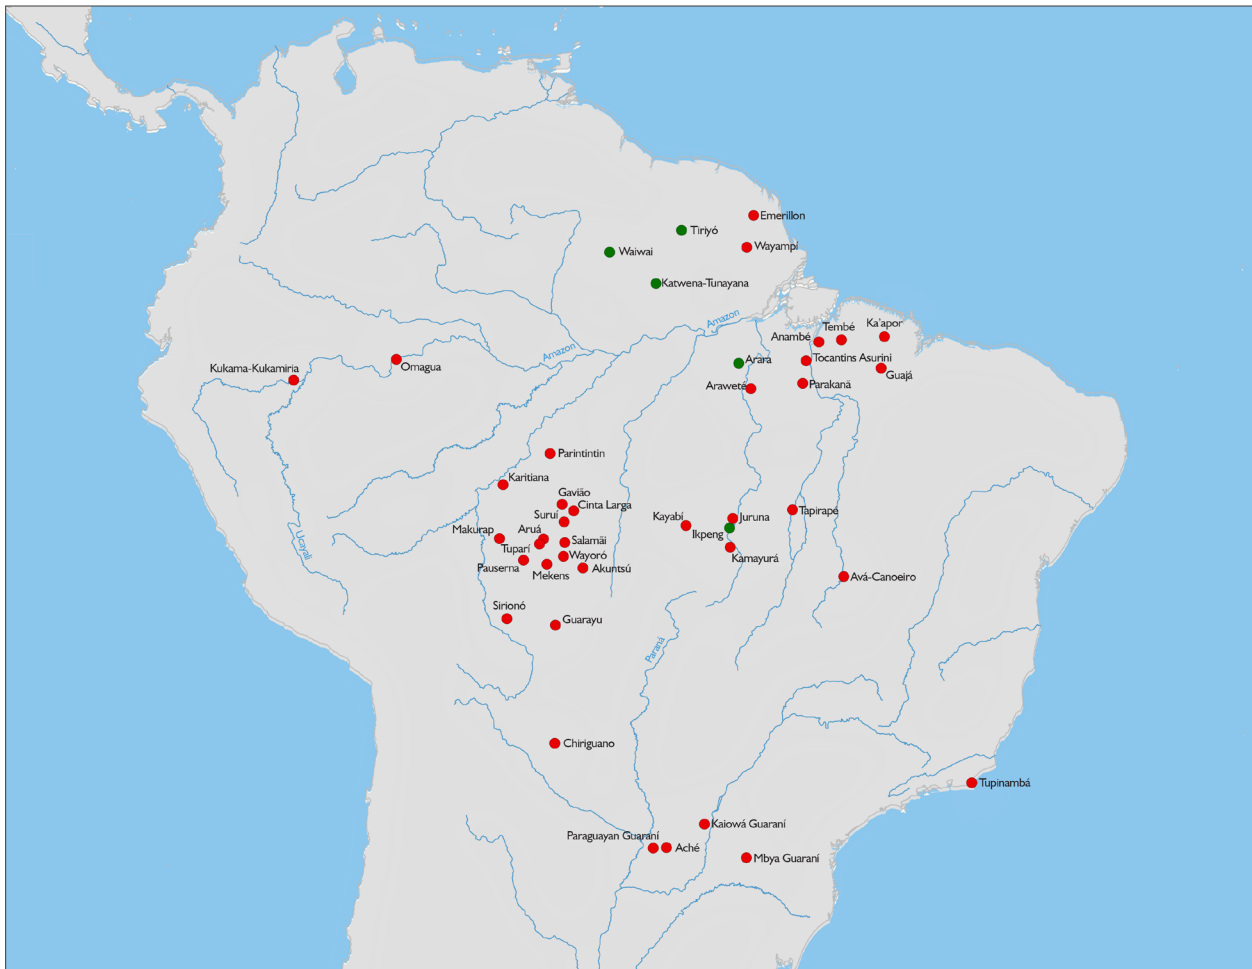 Emerillon
Tiriyó
Wayampí
Waiwai
Katwena-Tunayana
Amazon
Ka'apor
Tembé
Anambé
Amazon
Arara
Tocantins Asurini
Omagua
Kukama-Kukamiria
Guajá
Araweté
Parakanã
Parintintin
Karitiana
Gavião
Cinta Larga
Suruí
Kayabí
Juruna
Tapirapé
Ikpeng
Makurap
Aruá
Salamãi
Tuparí
Wayoró
Kamayurá
Ucayali
Pauserna
Mekens
Akuntsú
Avá-Canoeiro
Sirionó
Guarayu
Paraná
Chiriguano
Tupinambá
Kaiowá Guaraní
Paraguayan Guaraní
Aché
Mbya Guaraní